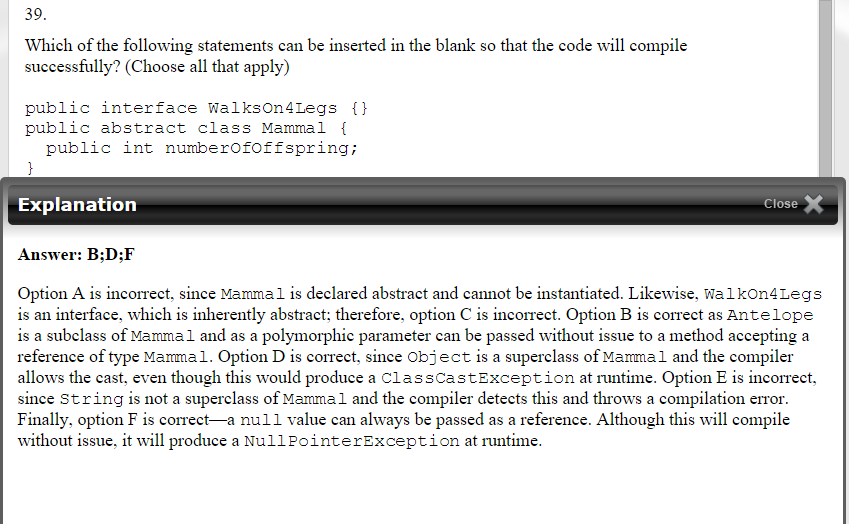 39.
Which of the following statements can be inserted in the blank so that the code will compile
successfully? (Choose all that apply)
public interface WalksOn4Legs {}
public abstract class Mammal {
public int numberOfOffspring;
}
Explanation
Close
Answer: B;D;F
Option A is incorrect, since Mammal is declared abstract and cannot be instantiated. Likewise, WalkOn4Legs
is an interface, which is inherently abstract; therefore, option C is incorrect. Option B is correct as Antelope
is a subclass of Mammal and as a polymorphic parameter can be passed without issue to a method accepting a
reference of type Mammal. Option D is correct, since Object is a superclass of Mammal and the compiler
allows the cast, even though this would produce a ClassCastException at runtime. Option E is incorrect,
since String is not a superclass of Mammal and the compiler detects this and throws a compilation error.
Finally, option F is correct—a null value can always be passed as a reference. Although this will compile
without issue, it will produce a NullPointerException at runtime.